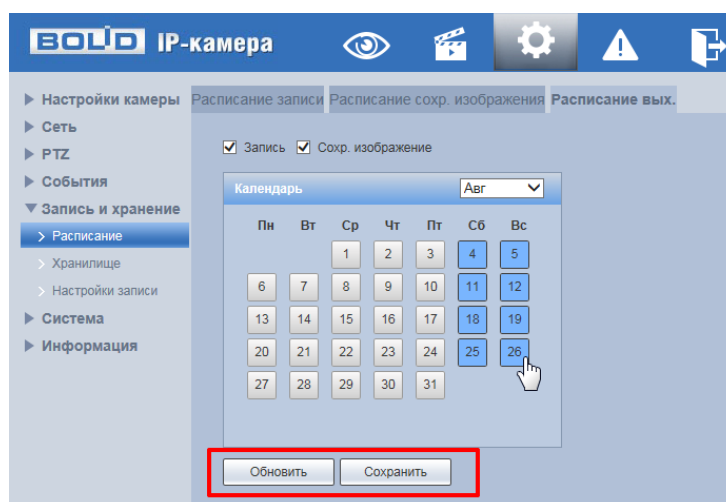 BOLID IP-камера
Настройки камеры
Сеть
PTZ
События
Запись и хранение
Расписание
Хранилище
Настройки записи
Система
Информация
Расписание записи Расписание сохр. изображения Расписание вых.
Запись Сохр. изображение
Календарь Авг
Пн Вт Ср Чт Пт Сб Вс
1 2 3 4 5
6 7 8 9 10 11 12
13 14 15 16 17 18 19
20 21 22 23 24 25 26
27 28 29 30 31
Обновить Сохранить